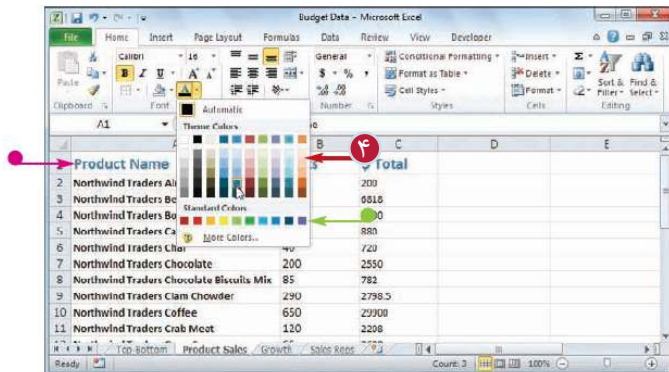 Budget Data - Microsoft Excel
File Home Insert Page Layout Formulas Data Review View Developer
Calibri 16 General Conditional Formatting Insert
Paste B I U A A $ % , Format as Table Delete Sort & Find &
Cell Styles Format Filter Select
Clipboard Font Number Styles Cells Editing
A1
Automatic
Theme Colors
A B C D E
۴
Product Name $ Total
2 Northwind Traders 200
3 Northwind Traders 6818
4 Northwind Traders
5 Northwind Traders 880
Standard Colors
More Colors...
6 Northwind Traders Chai 40 720
7 Northwind Traders Chocolate 200 2550
8 Northwind Traders Chocolate Biscuits Mix 85 782
9 Northwind Traders Clam Chowder 290 2798.5
10 Northwind Traders Coffee 650 29900
11 Northwind Traders Crab Meat 120 2208
Top-Bottom Product Sales Growth Sales Reps
Ready Count: 3 100%